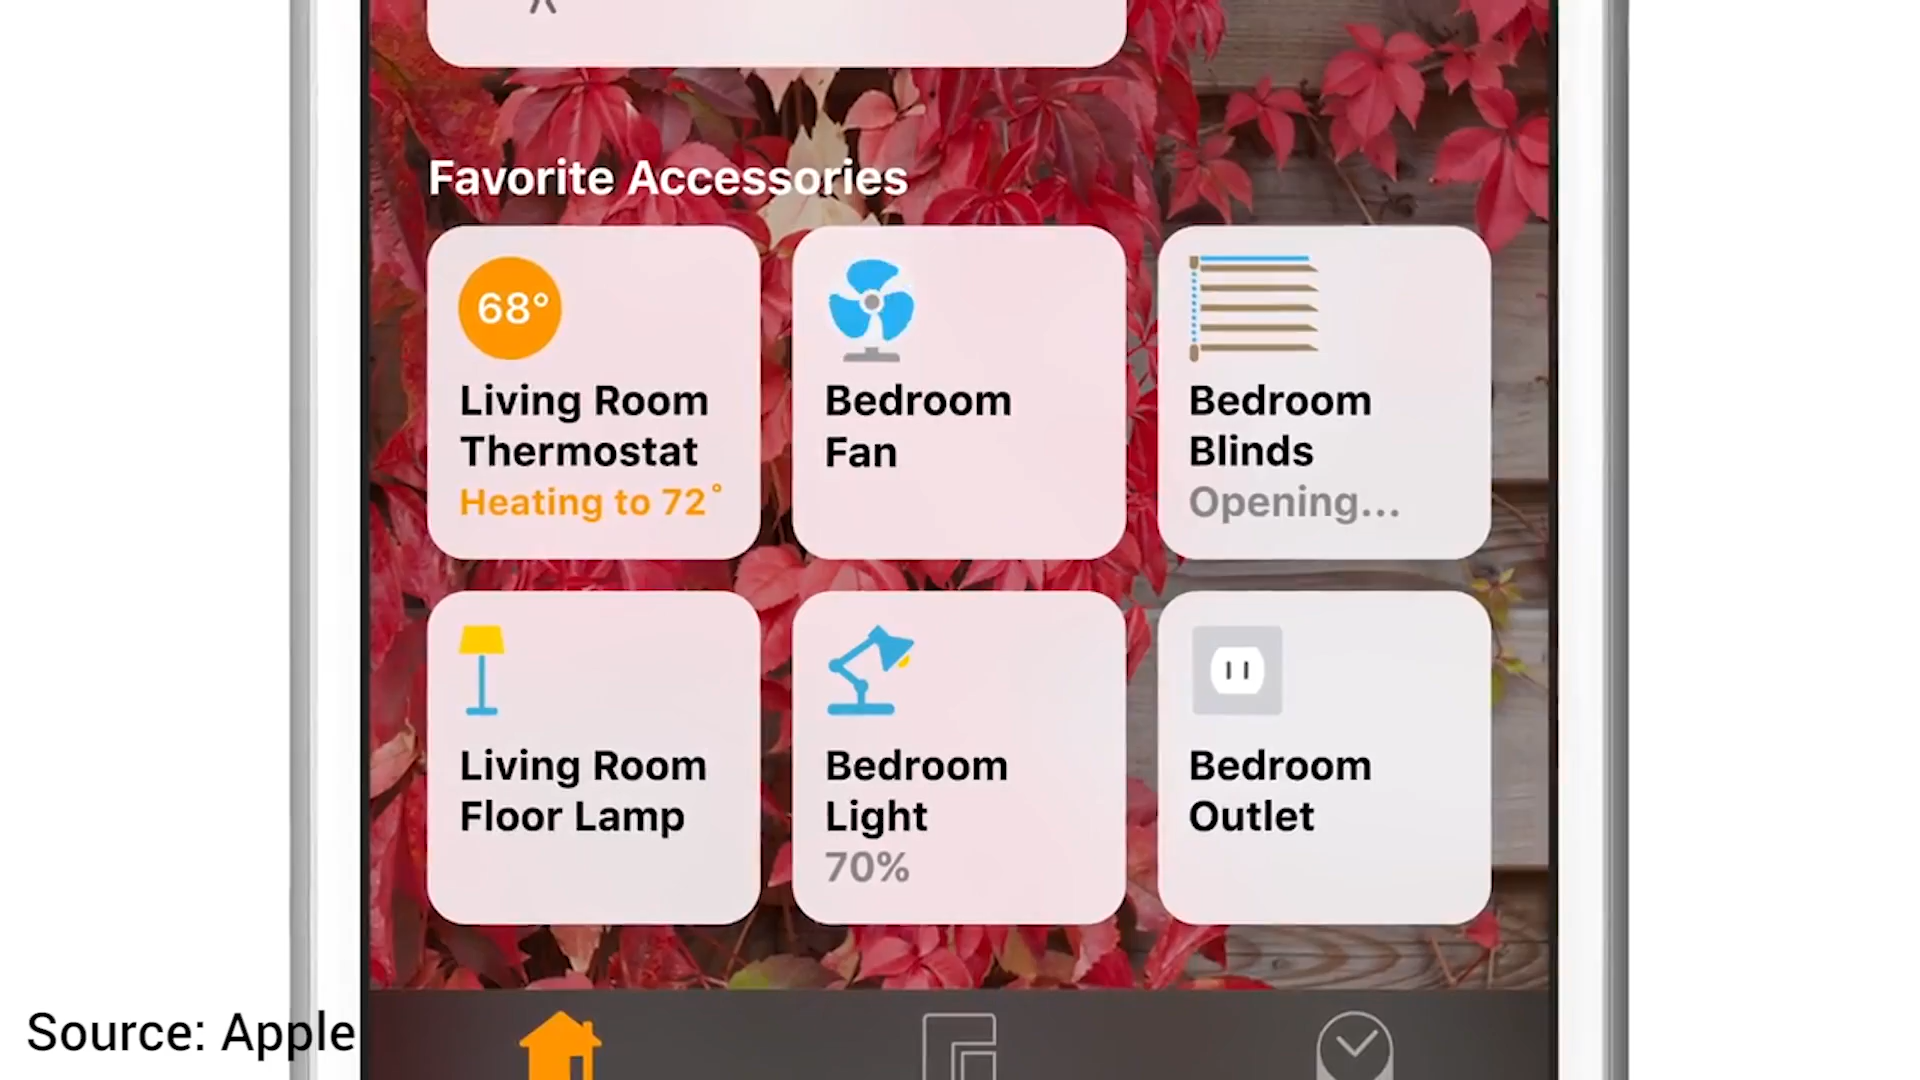 Favorite Accessories
68°
Living Room
Thermostat
Heating to 72°
Bedroom
Fan
Bedroom
Blinds
Opening...
Living Room
Floor Lamp
Bedroom
Light
70%
Bedroom
Outlet
Source: Apple